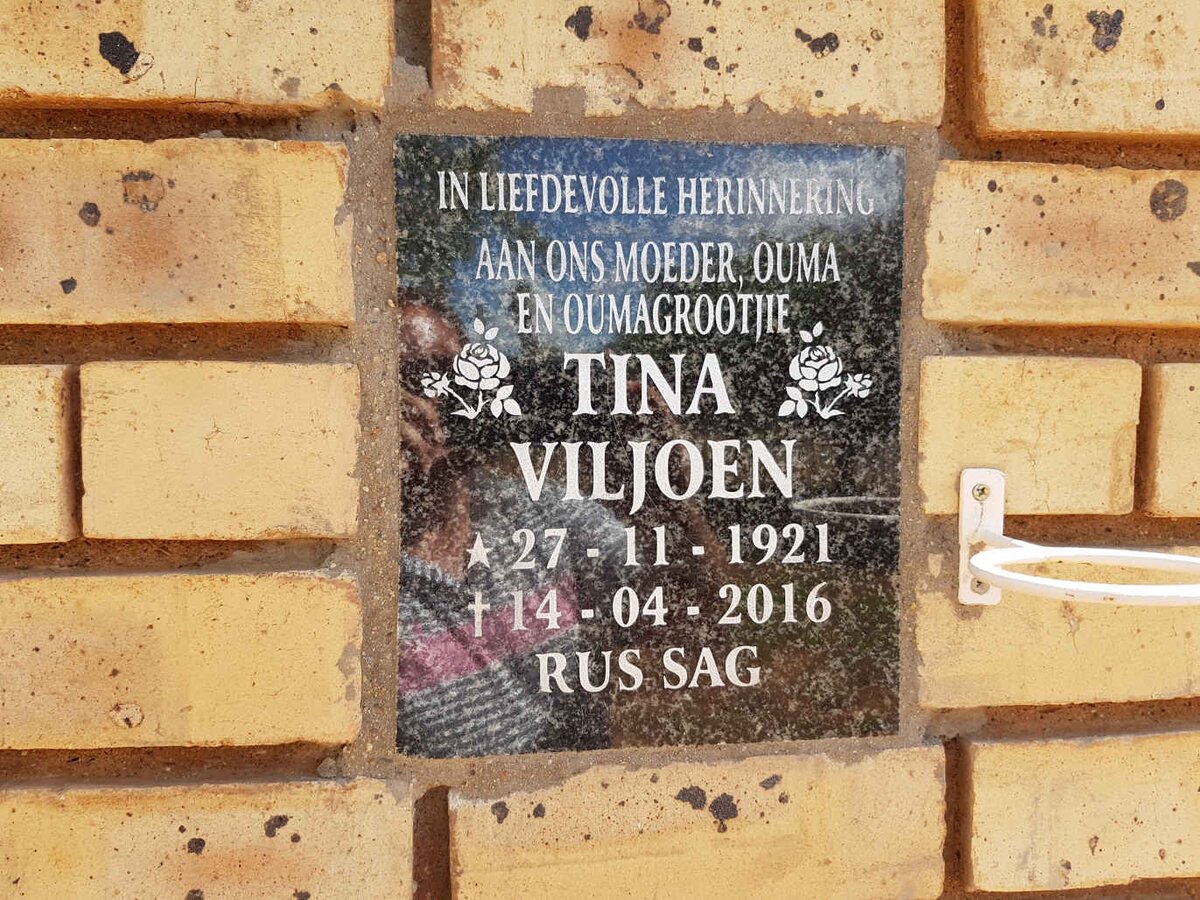 IN LIEFDEVOLLE HERINNERING
AAN ONS MOEDER, OUMA
EN OUMAGROOTJIE
TINA
VILJOEN
★ 27 - 11 - 1921
† 14 - 04 - 2016
RUS SAG